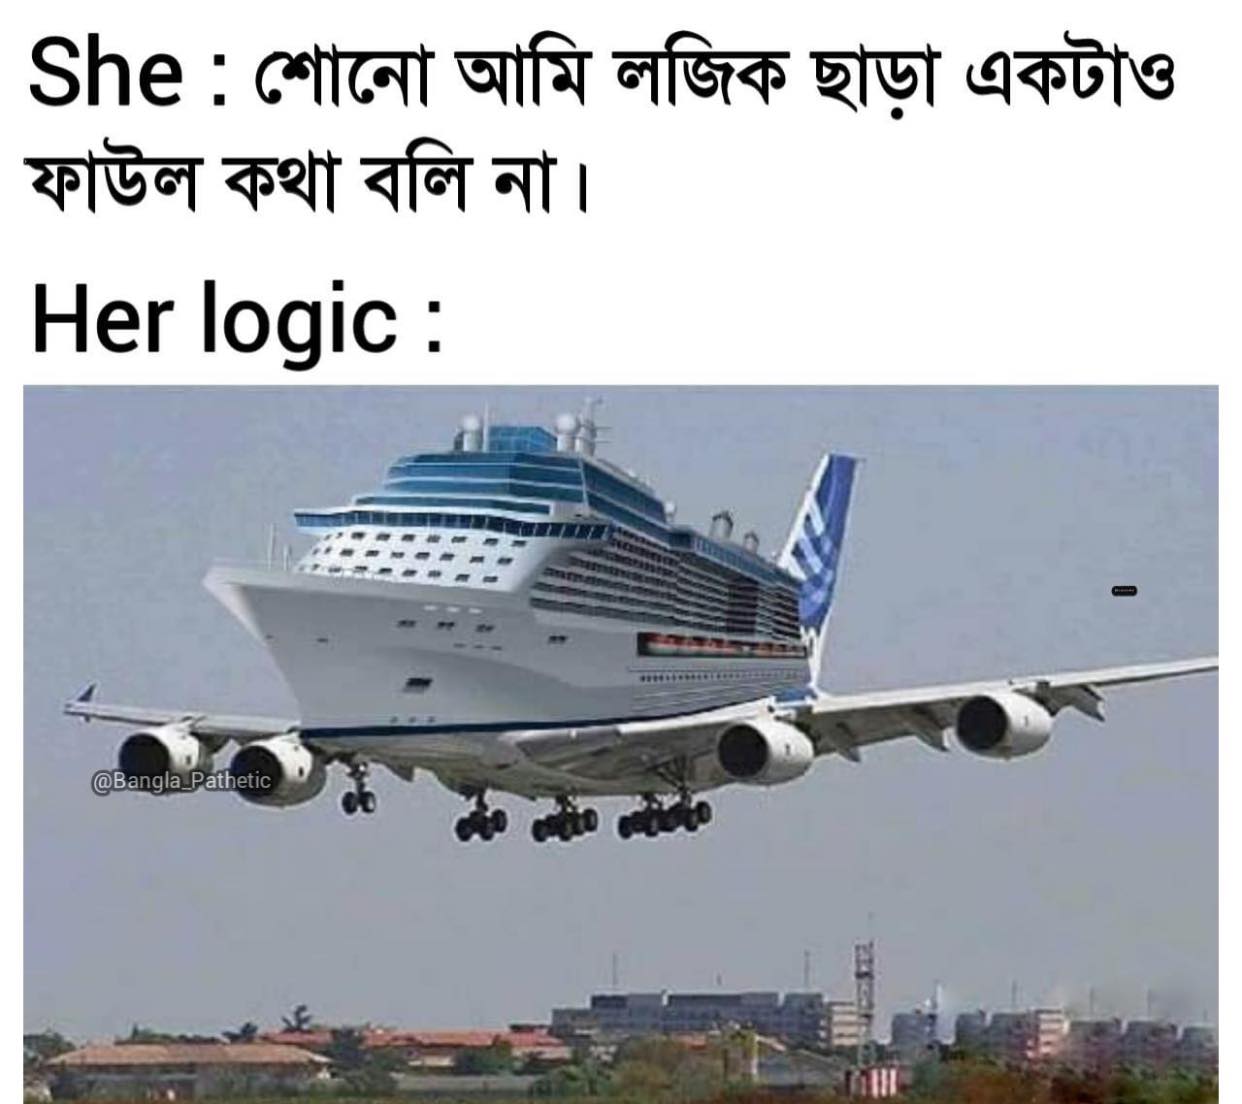 She : শোনো আমি লজিক ছাড়া একটাও
ফাউল কথা বলি না।
Her logic :
@Bangla_Pathetic